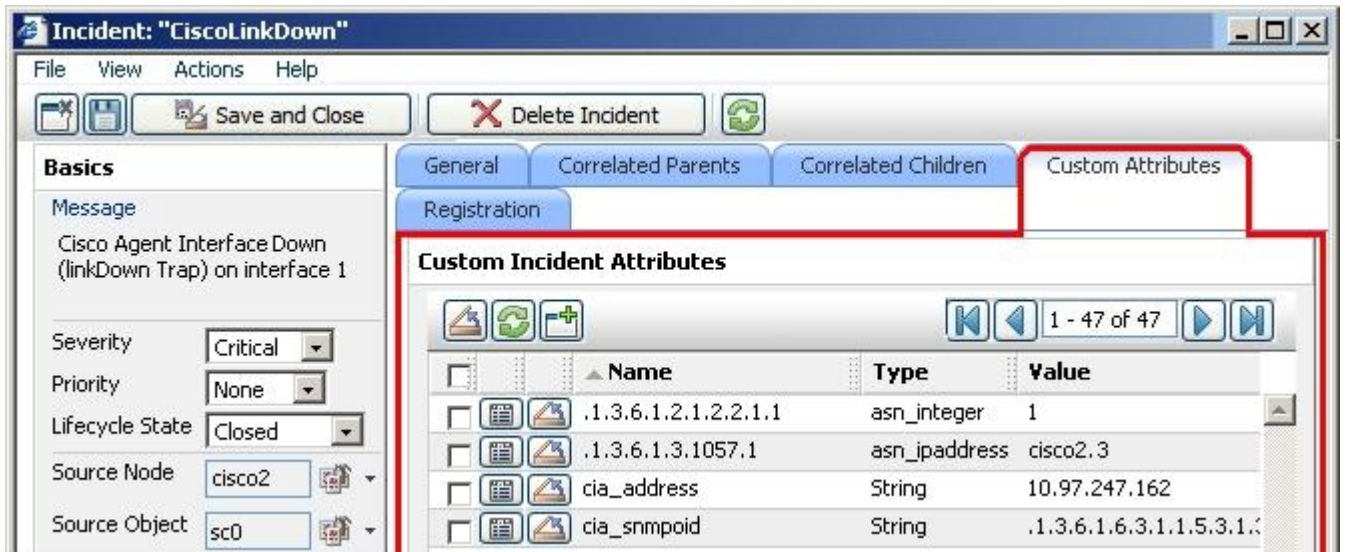 Incident: "CiscoLinkDown"
File View Actions Help
Save and Close Delete Incident
Basics
Message
Cisco Agent Interface Down
(linkDown Trap) on interface 1
Severity Critical
Priority None
Lifecycle State Closed
Source Node cisco2
Source Object sc0
General Correlated Parents Correlated Children Custom Attributes
Registration
Custom Incident Attributes
1 - 47 of 47
Name Type Value
.1.3.6.1.2.1.2.2.1.1 asn_integer 1
.1.3.6.1.3.1057.1 asn_ipaddress cisco2.3
cia_address String 10.97.247.162
cia_snmpoid String .1.3.6.1.6.3.1.1.5.3.1.